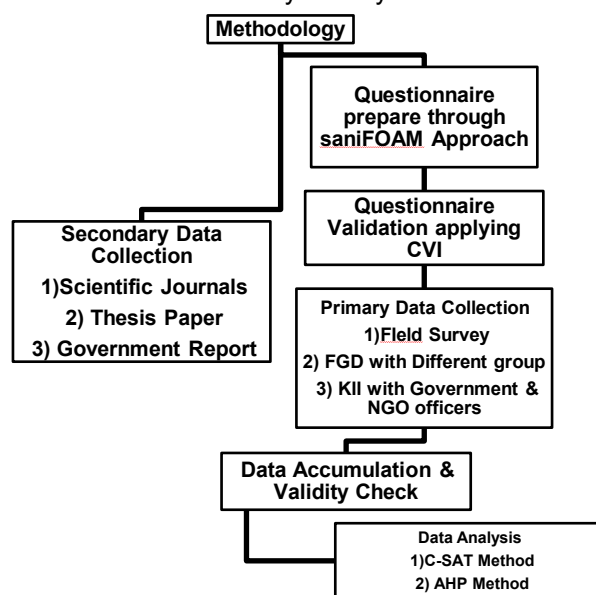 Methodology
Questionnaire
prepare through
saniFOAM Approach
Questionnaire
Validation applying
CVI
Secondary Data
Collection
1)Scientific Journals
2) Thesis Paper
3) Government Report
Primary Data Collection
1)FIeld Survey
2) FGD with Different group
3) KII with Government &
NGO officers
Data Accumulation &
Validity Check
Data Analysis
1)C-SAT Method
2) AHP Method